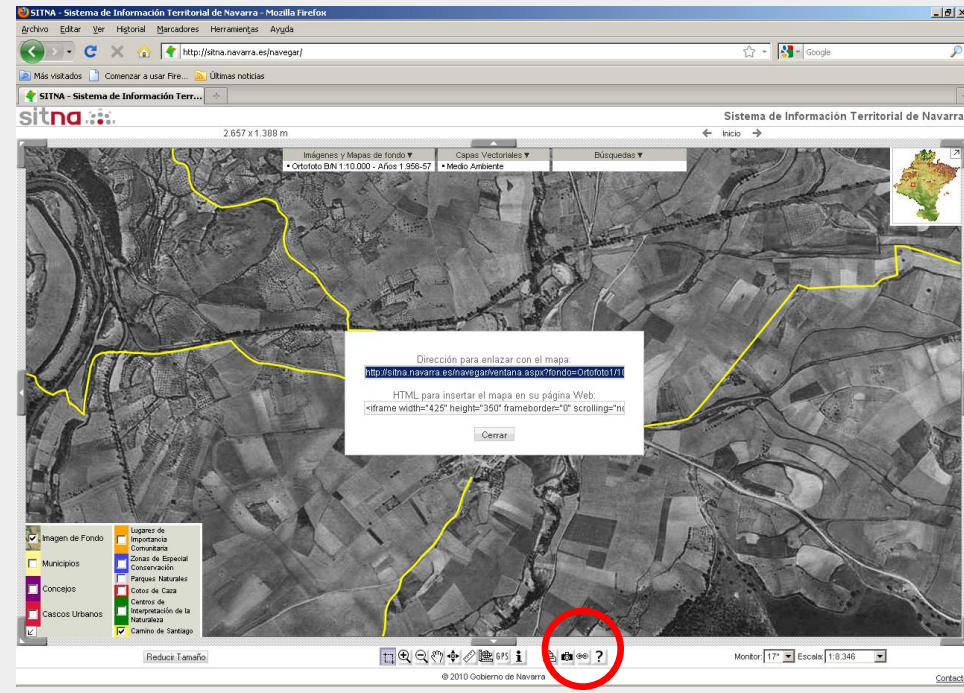 SITNA - Sistema de Información Territorial de Navarra - Mozilla Firefox
Archivo Editar Ver Historial Marcadores Herramientas Ayuda
http://sitna.navarra.es/navegar/
Google
Más visitados Comenzar a usar Fire... Últimas noticias
SITNA - Sistema de Información Terr...
sitna
Sistema de Información Territorial de Navarra
2.657 x 1.388 m
Inicio
Imágenes y Mapas de fondo ▼ Capas Vectoriales ▼ Búsquedas ▼
• Ortofoto B/N 1:10.000 - Años 1.956-57 • Medio Ambiente
Dirección para enlazar con el mapa:
http://sitna.navarra.es/navegar/ventana.aspx?fondo=Ortofoto1/10
HTML para insertar el mapa en su página Web:
<iframe width="425" height="350" frameborder="0" scrolling="no
Cerrar
Imagen de Fondo
Municipios
Concejos
Cascos Urbanos
Lugares de
Importancia
Comunitaria
Zonas de Especial
Conservación
Parques Naturales
Cotos de Caza
Centros de
Interpretación de la
Naturaleza
Camino de Santiago
Reducir Tamaño
GPS i ?
Monitor: 17" Escala: 1:8.346
© 2010 Gobierno de Navarra
Contacto